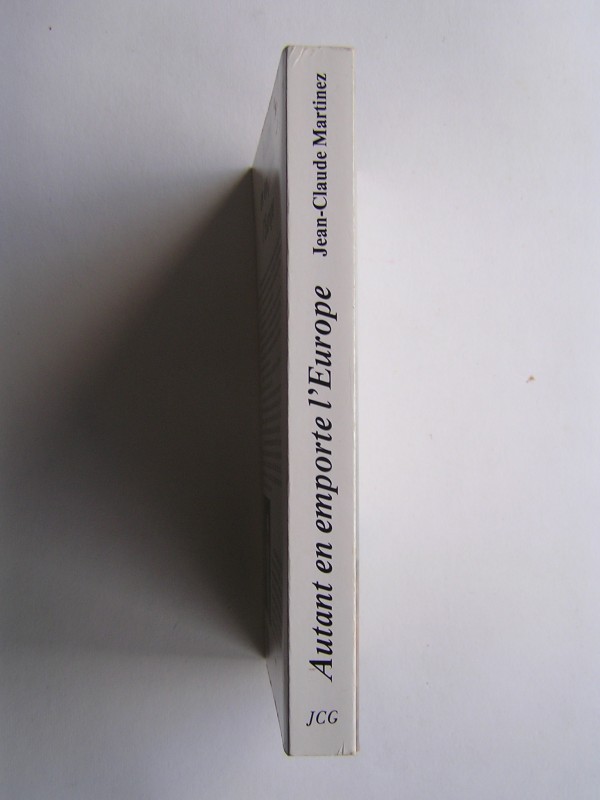 JCG
Autant en emporte l'Europe
Jean-Claude Martinez